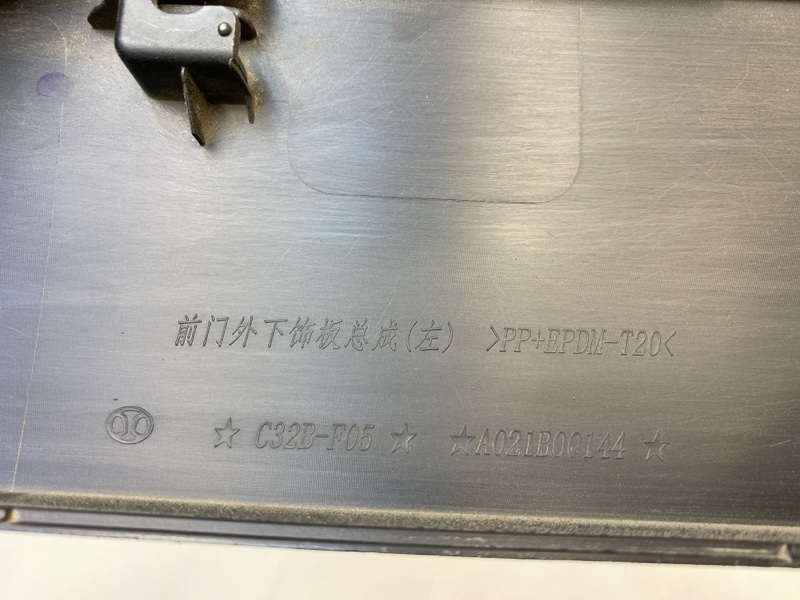 前门外下饰板总成(左) >PP+EPDM-T20<
☆ C32B-F05 ☆ ☆A021B00144 ☆